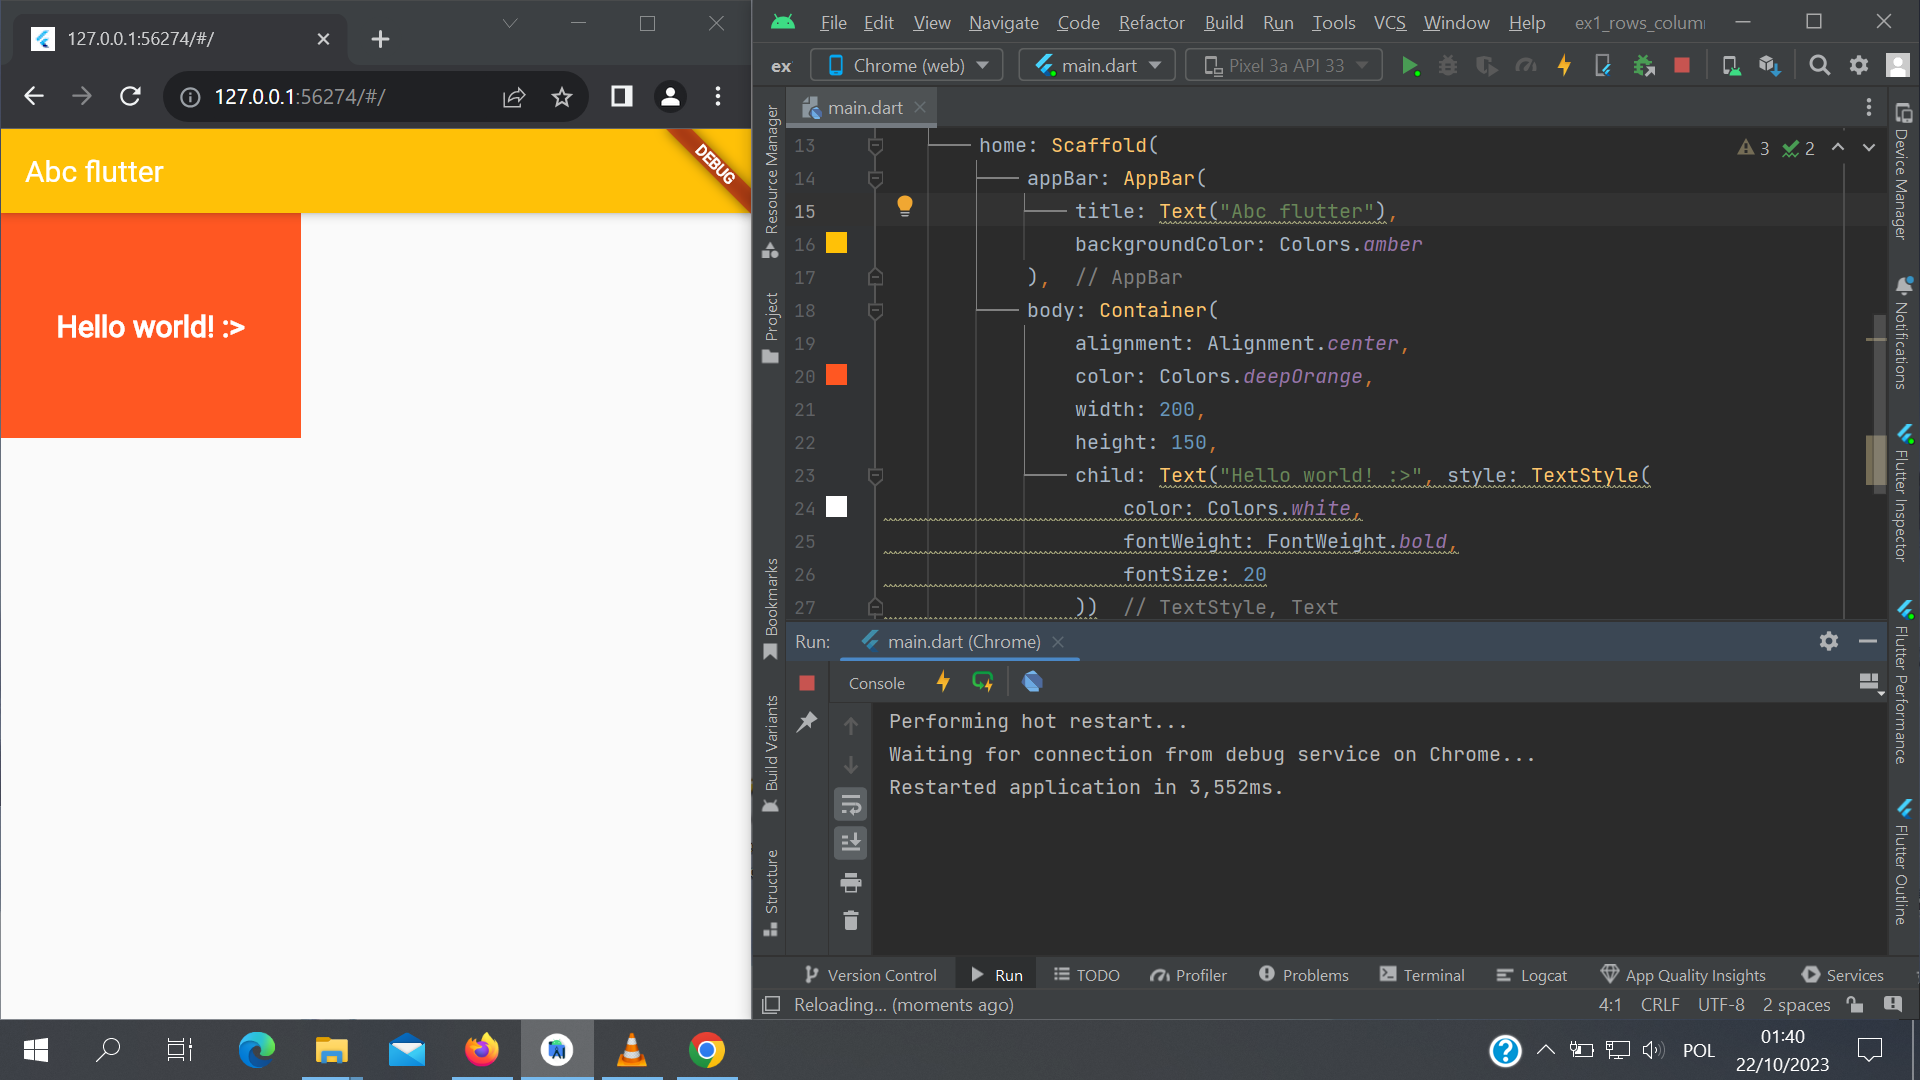 127.0.0.1:56274/#/
127.0.0.1:56274/#/
Abc flutter
DEBUG
Hello world! :>
File Edit View Navigate Code Refactor Build Run Tools VCS Window Help ex1_rows_colum
ex Chrome (web) main.dart Pixel 3a API 33
main.dart
3 2
13 home: Scaffold(
14 appBar: AppBar(
15 title: Text("Abc flutter"),
16 backgroundColor: Colors.amber
17 ), // AppBar
18 body: Container(
19 alignment: Alignment.center,
20 color: Colors.deepOrange,
21 width: 200,
22 height: 150,
23 child: Text("Hello world! :>", style: TextStyle(
24 color: Colors.white,
25 fontWeight: FontWeight.bold,
26 fontSize: 20
27 )) // TextStyle, Text
Resource Manager
Project
Bookmarks
Build Variants
Structure
Device Manager
Notifications
Flutter Inspector
Flutter Performance
Flutter Outline
Run: main.dart (Chrome)
Console
Performing hot restart...
Waiting for connection from debug service on Chrome...
Restarted application in 3,552ms.
Version Control Run TODO Profiler Problems Terminal Logcat App Quality Insights Services
Reloading... (moments ago) 4:1 CRLF UTF-8 2 spaces
POL
01:40
22/10/2023